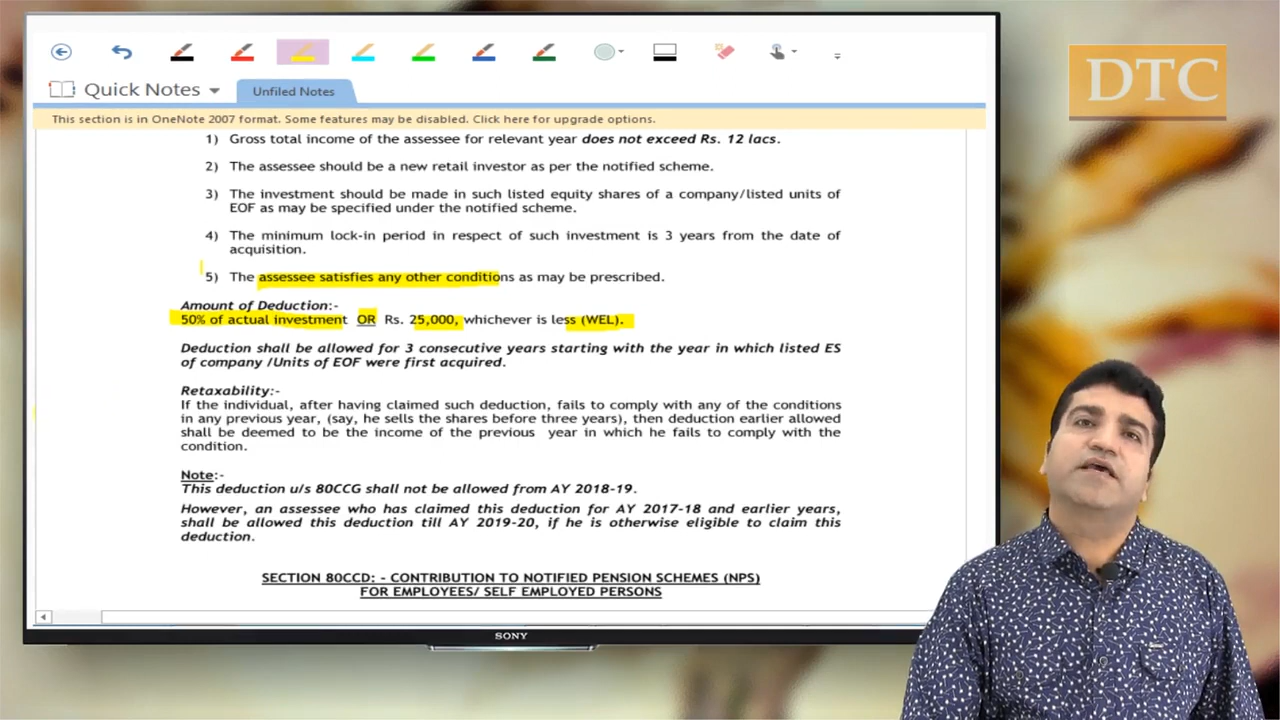 DTC
Quick Notes
Unfiled Notes
This section is in OneNote 2007 format. Some features may be disabled. Click here for upgrade options.
1) Gross total income of the assessee for relevant year does not exceed Rs. 12 lacs.
2) The assessee should be a new retail investor as per the notified scheme.
3) The investment should be made in such listed equity shares of a company/listed units of
EOF as may be specified under the notified scheme.
4) The minimum lock-in period in respect of such investment is 3 years from the date of
acquisition.
5) The assessee satisfies any other conditions as may be prescribed.
Amount of Deduction:-
50% of actual investment OR Rs. 25,000, whichever is less (WEL).
Deduction shall be allowed for 3 consecutive years starting with the year in which listed ES
of company /Units of EOF were first acquired.
Retaxability:-
If the individual, after having claimed such deduction, fails to comply with any of the conditions
in any previous year, (say, he sells the shares before three years), then deduction earlier allowed
shall be deemed to be the income of the previous year in which he fails to comply with the
condition.
Note:-
This deduction u/s 80CCG shall not be allowed from AY 2018-19.
However, an assessee who has claimed this deduction for AY 2017-18 and earlier years,
shall be allowed this deduction till AY 2019-20, if he is otherwise eligible to claim this
deduction.
SECTION 80CCD: - CONTRIBUTION TO NOTIFIED PENSION SCHEMES (NPS)
FOR EMPLOYEES/ SELF EMPLOYED PERSONS
SONY